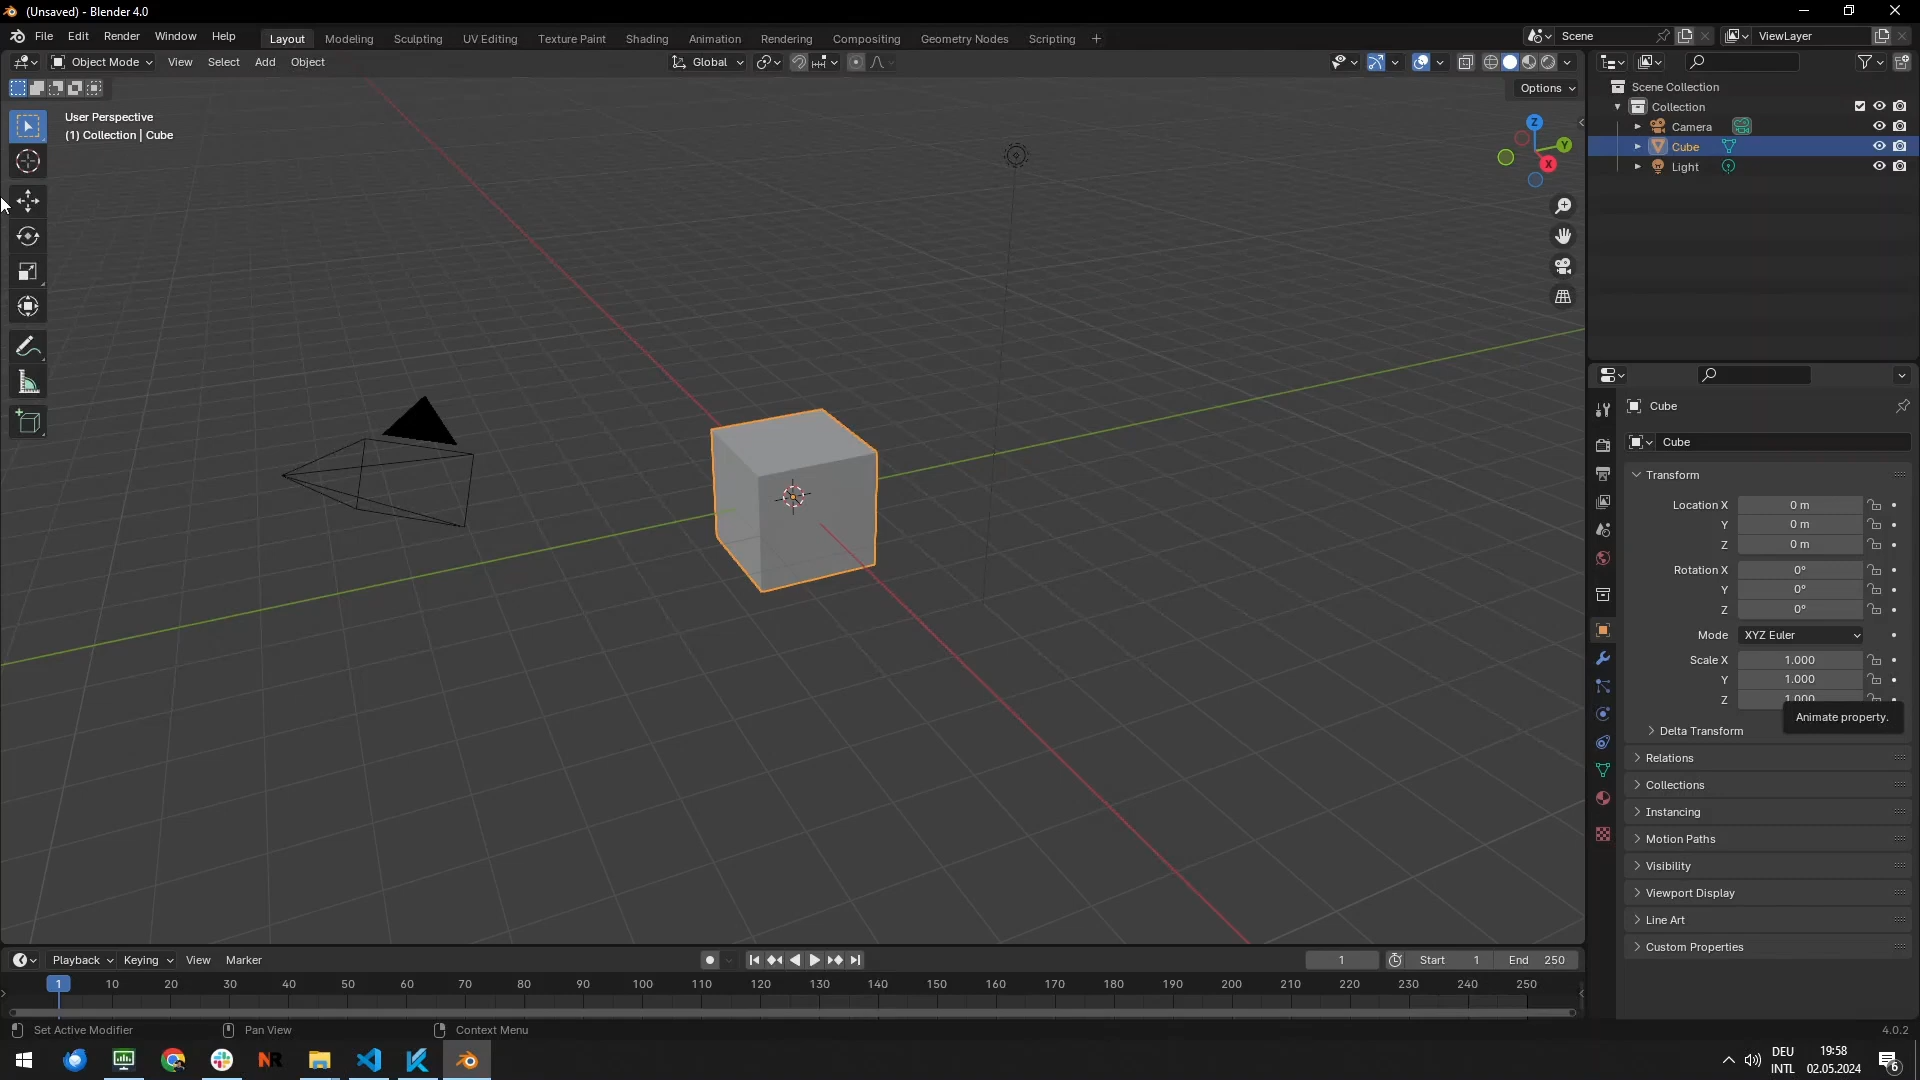 (Unsaved) - Blender 4.0
File Edit Render Window Help
Layout Modeling Sculpting UV Editing Texture Paint Shading Animation Rendering Compositing Geometry Nodes Scripting +
Scene
ViewLayer
Object Mode View Select Add Object
Global
Options
User Perspective
(1) Collection | Cube
Z
Y
X
Scene Collection
Collection
Camera
Cube
Light
Cube
Cube
Transform
Location X 0 m
Y 0 m
Z 0 m
Rotation X 0°
Y 0°
Z 0°
Mode XYZ Euler
Scale X 1.000
Y 1.000
Z 1.000
Animate property.
Delta Transform
Relations
Collections
Instancing
Motion Paths
Visibility
Viewport Display
Line Art
Custom Properties
Playback Keying View Marker
1 Start 1 End 250
1 10 20 30 40 50 60 70 80 90 100 110 120 130 140 150 160 170 180 190 200 210 220 230 240 250
Set Active Modifier Pan View Context Menu
4.0.2
NR
DEU
INTL
19:58
02.05.2024
6